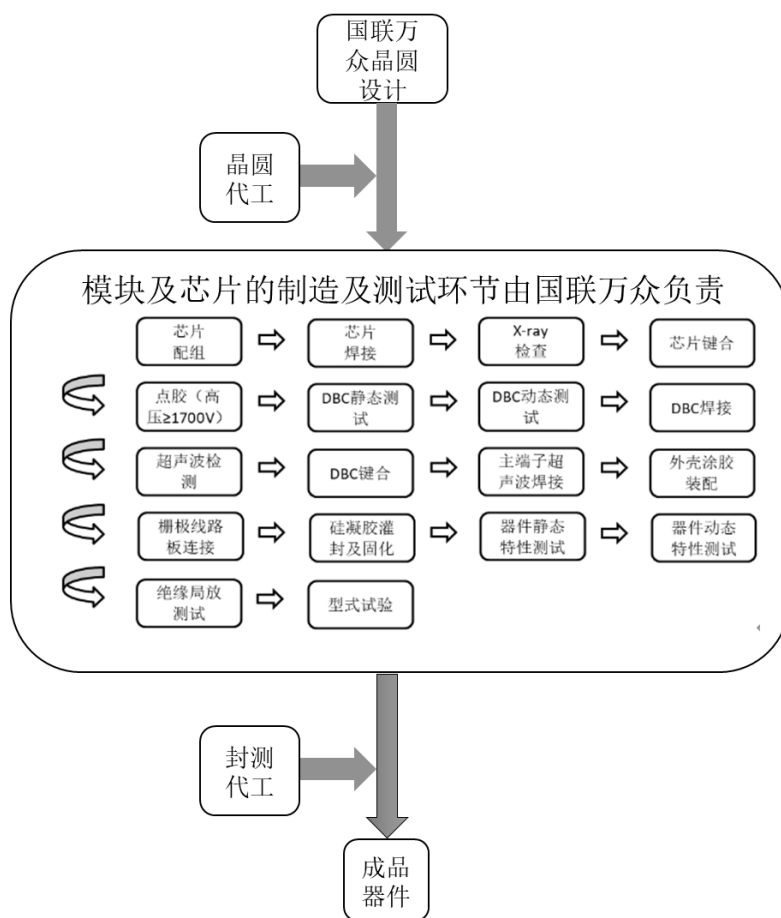 国联万
众晶圆
设计
晶圆
代工
模块及芯片的制造及测试环节由国联万众负责
芯片
配组
芯片
焊接
X-ray
检查
芯片键合
点胶（高
压≥1700V）
DBC静态测
试
DBC动态测
试
DBC焊接
超声波检
测
DBC键合
主端子超
声波焊接
外壳涂胶
装配
栅极线路
板连接
硅凝胶灌
封及固化
器件静态
特性测试
器件动态
特性测试
绝缘局放
测试
型式试验
封测
代工
成品
器件